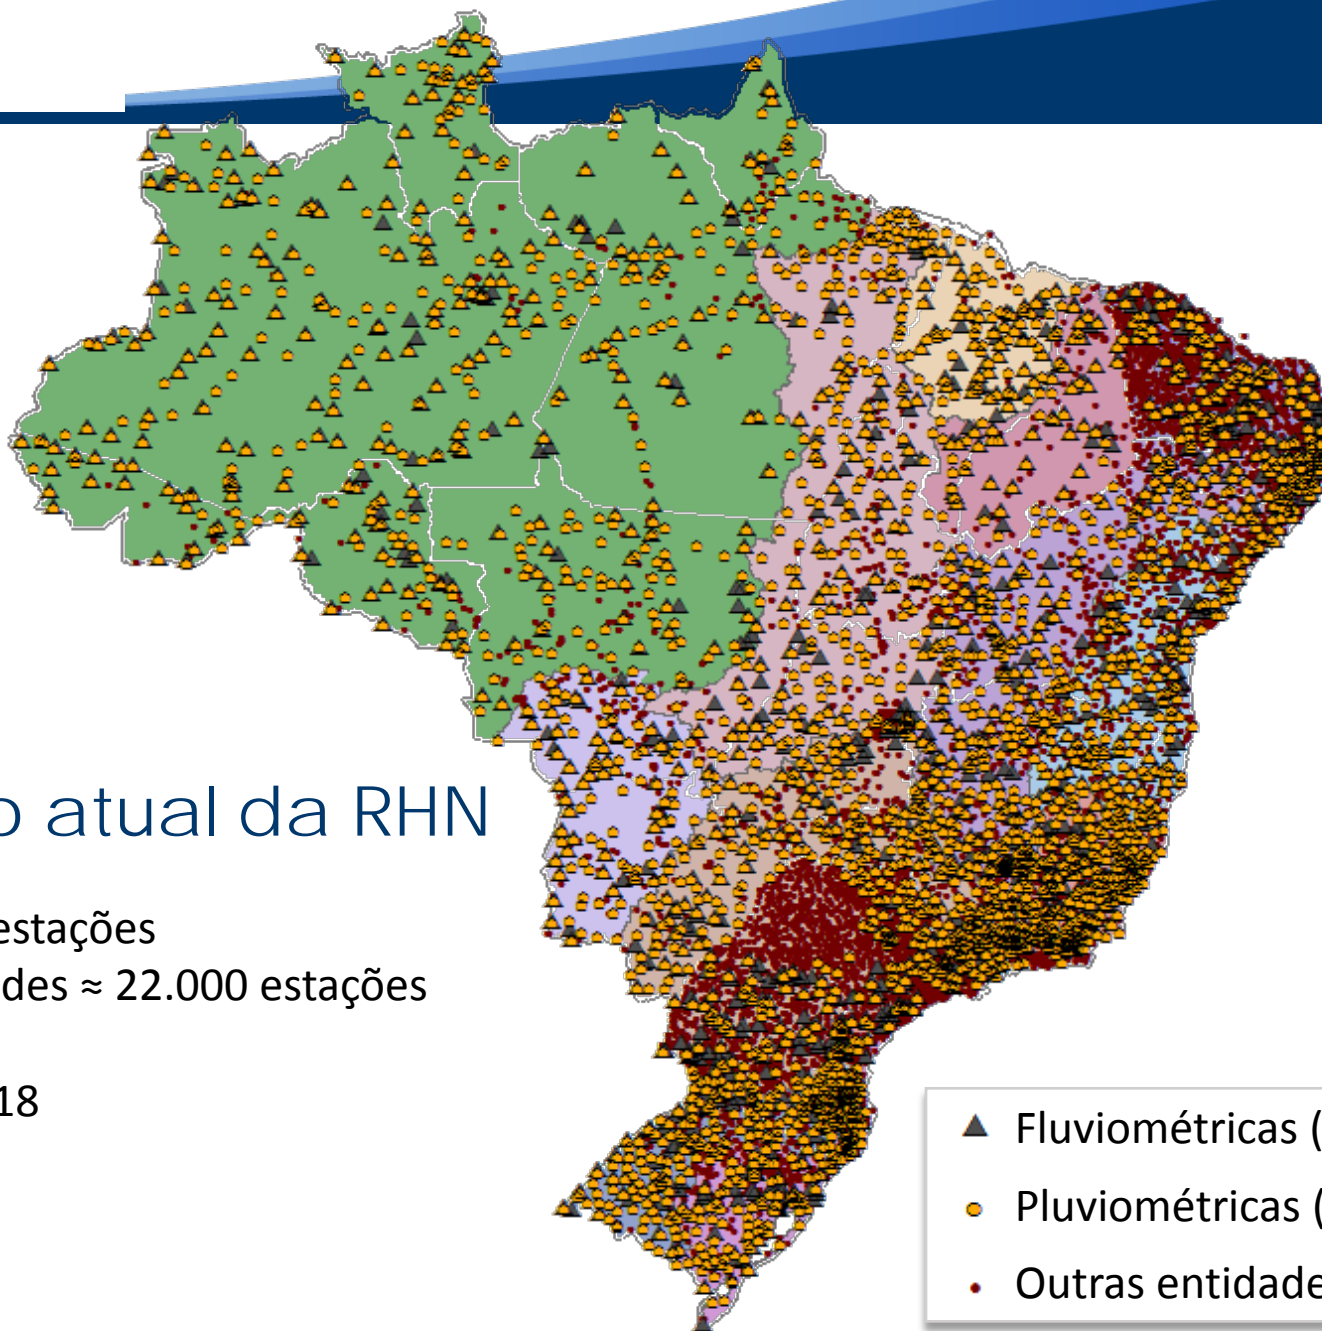 o atual da RHN
estações
des ≈ 22.000 estações
18
Fluviométricas (
Pluviométricas (
Outras entidade